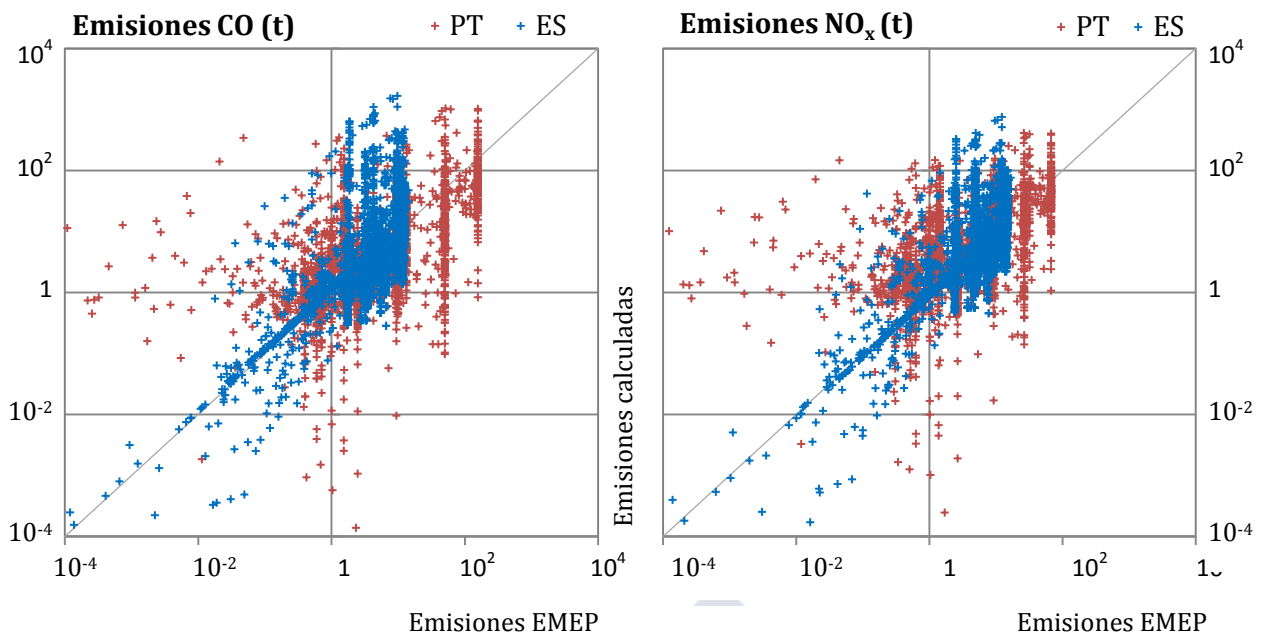 Emisiones CO (t)
+ PT + ES
10^4
10^2
1
10^-2
10^-4
10^-4 10^-2 1 10^2 10^4
Emisiones EMEP
Emisiones calculadas
Emisiones NO_x (t)
+ PT + ES
10^4
10^2
1
10^-2
10^-4
10^-4 10^-2 1 10^2
Emisiones EMEP